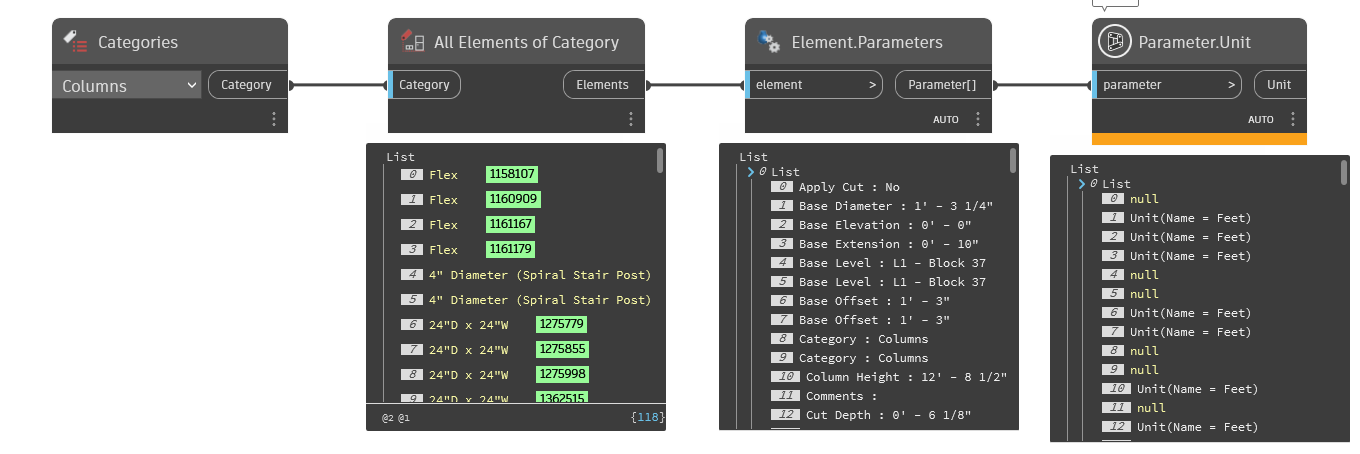 Categories
Columns
Category
All Elements of Category
Category
Elements
Element.Parameters
element >
Parameter[]
AUTO
Parameter.Unit
parameter >
Unit
AUTO
List
0 Flex 1158107
1 Flex 1160909
2 Flex 1161167
3 Flex 1161179
4 4" Diameter (Spiral Stair Post)
5 4" Diameter (Spiral Stair Post)
6 24"D x 24"W 1275779
7 24"D x 24"W 1275855
8 24"D x 24"W 1275998
9 24"D x 24"W 1362515
@2 @1 {118}
List
0 List
0 Apply Cut : No
1 Base Diameter : 1' - 3 1/4"
2 Base Elevation : 0' - 0"
3 Base Extension : 0' - 10"
4 Base Level : L1 - Block 37
5 Base Level : L1 - Block 37
6 Base Offset : 1' - 3"
7 Base Offset : 1' - 3"
8 Category : Columns
9 Category : Columns
10 Column Height : 12' - 8 1/2"
11 Comments :
12 Cut Depth : 0' - 6 1/8"
List
0 List
0 null
1 Unit(Name = Feet)
2 Unit(Name = Feet)
3 Unit(Name = Feet)
4 null
5 null
6 Unit(Name = Feet)
7 Unit(Name = Feet)
8 null
9 null
10 Unit(Name = Feet)
11 null
12 Unit(Name = Feet)